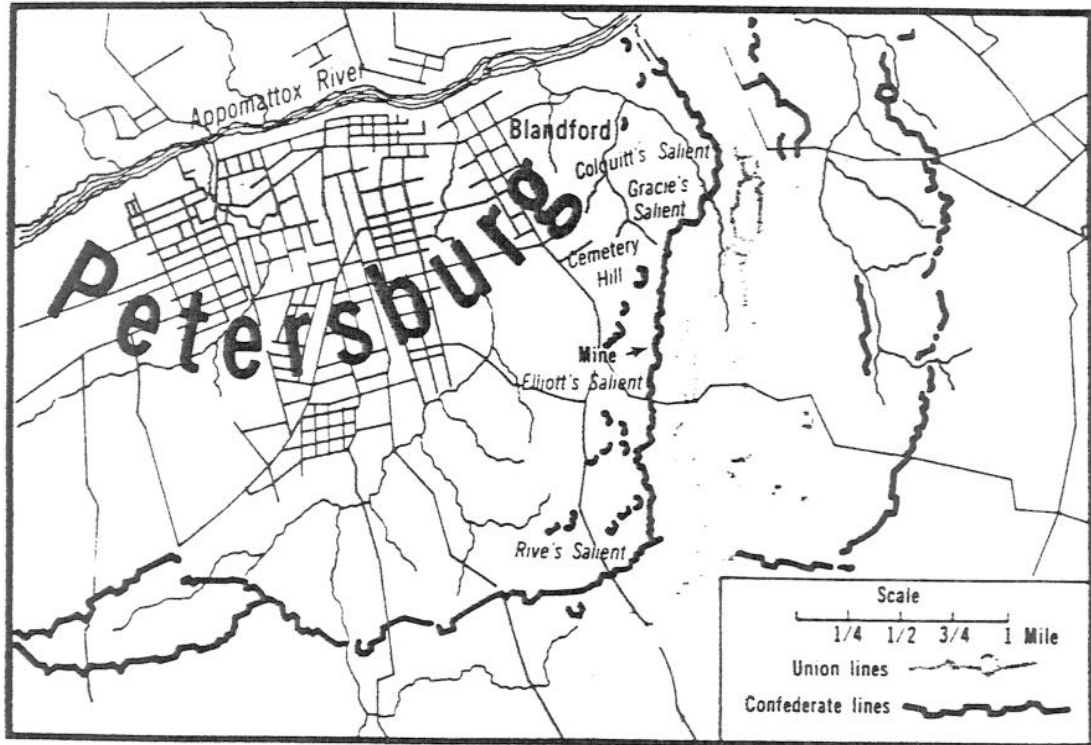 Appomattox River
Blandford
Colquitt's Salient
Gracie's
Salient
Petersburg
Cemetery
Hill
Mine
Elliott's Salient
Rive's Salient
Scale
1/4 1/2 3/4 1 Mile
Union lines
Confederate lines